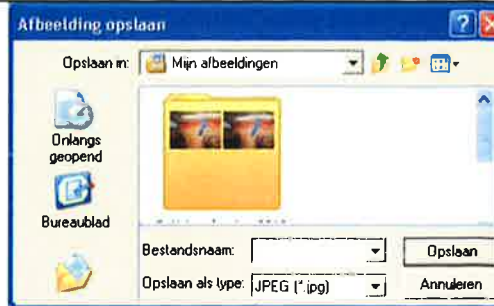 Afbeelding opslaan
Opslaan in: Mijn afbeeldingen
Onlangs
geopend
Bureaublad
Bestandsnaam:
Opslaan
Opslaan als type: JPEG (*.jpg)
Annuleren